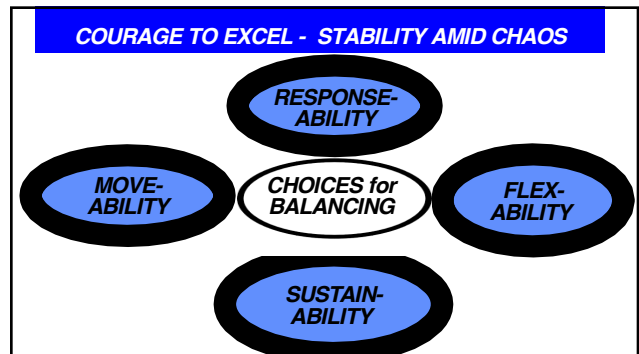 COURAGE TO EXCEL - STABILITY AMID CHAOS
RESPONSE-
ABILITY
MOVE-
ABILITY
CHOICES for
BALANCING
FLEX-
ABILITY
SUSTAIN-
ABILITY